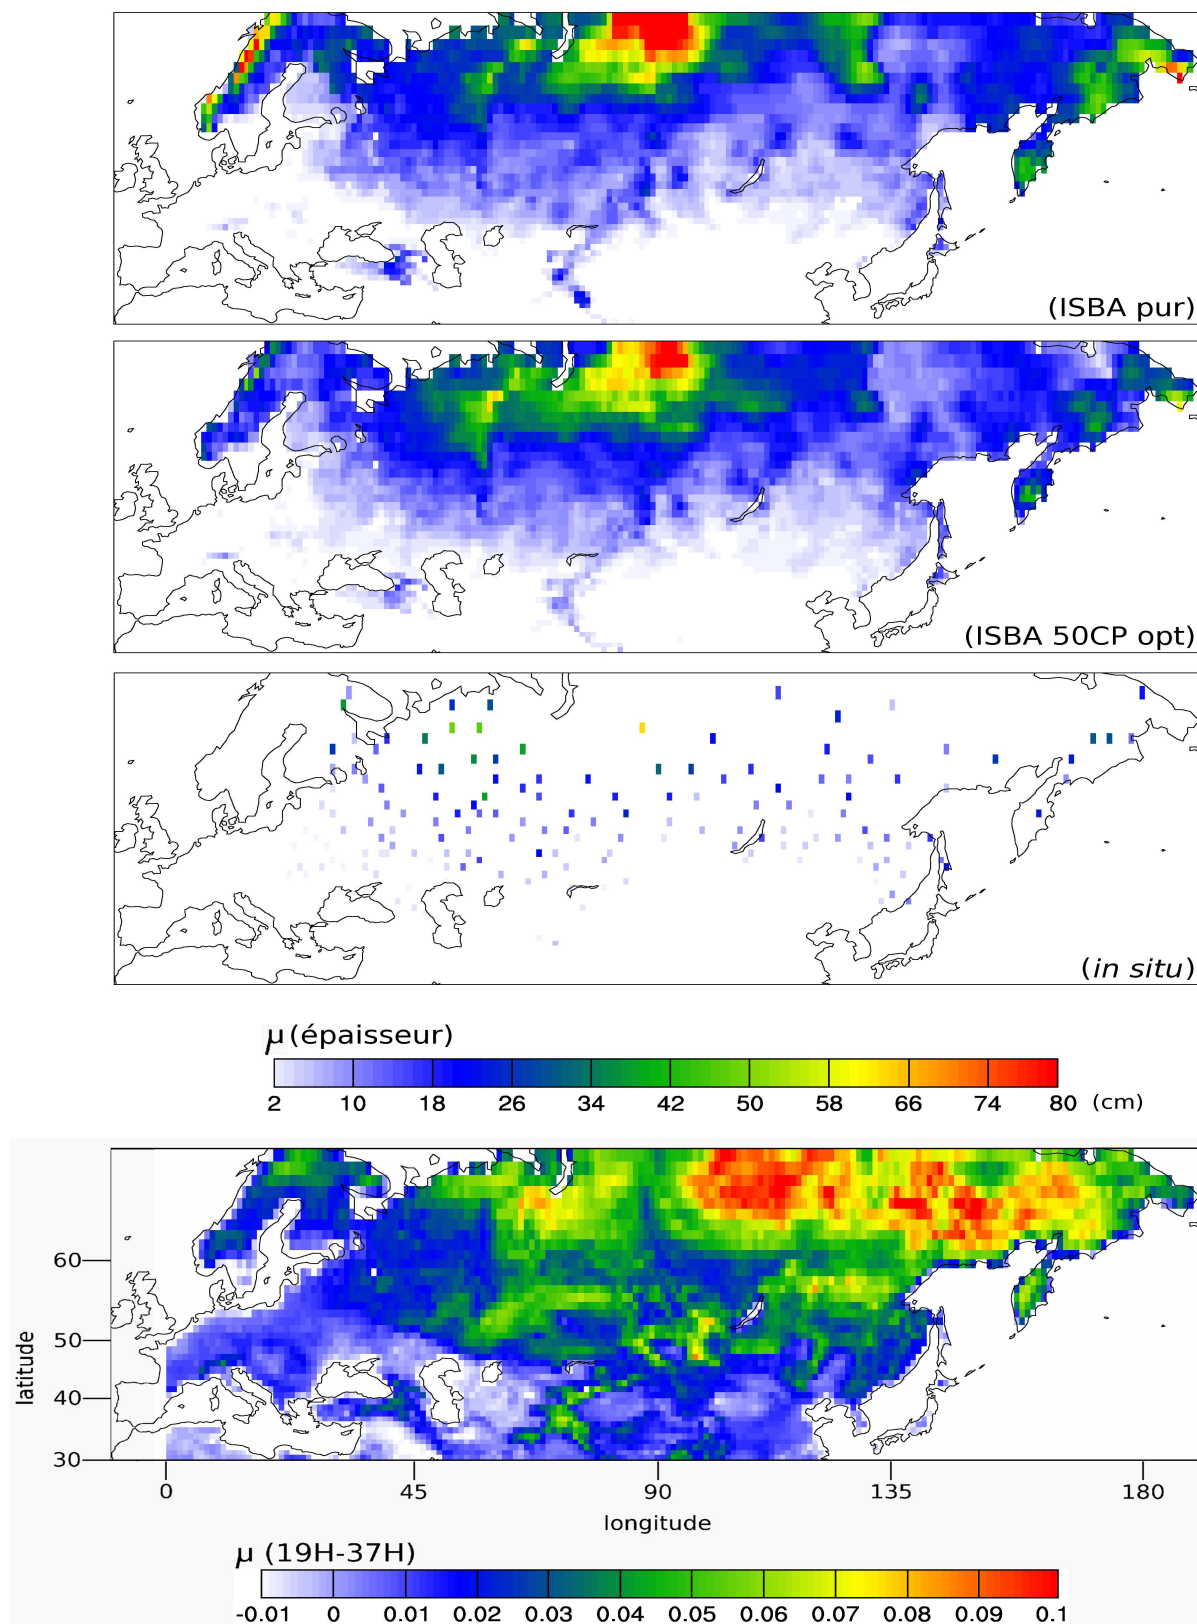 (ISBA pur)
(ISBA 50CP opt)
(in situ)
μ (épaisseur)
2 10 18 26 34 42 50 58 66 74 80 (cm)
60
50
40
30
latitude
0 45 90 135 180
longitude
μ (19H-37H)
-0.01 0 0.01 0.02 0.03 0.04 0.05 0.06 0.07 0.08 0.09 0.1